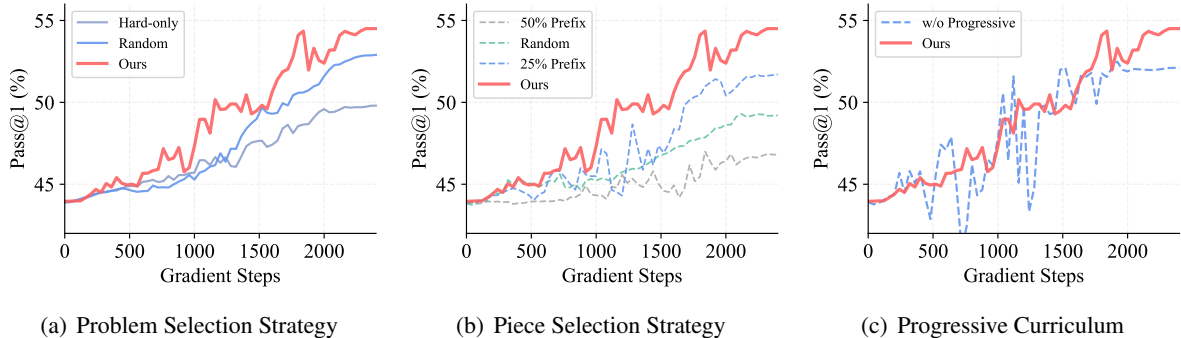 55
50
45
Pass@1 (%)
Hard-only
Random
Ours
0 500 1000 1500 2000
Gradient Steps
(a) Problem Selection Strategy
55
50
45
Pass@1 (%)
50% Prefix
Random
25% Prefix
Ours
0 500 1000 1500 2000
Gradient Steps
(b) Piece Selection Strategy
55
50
45
Pass@1 (%)
w/o Progressive
Ours
0 500 1000 1500 2000
Gradient Steps
(c) Progressive Curriculum